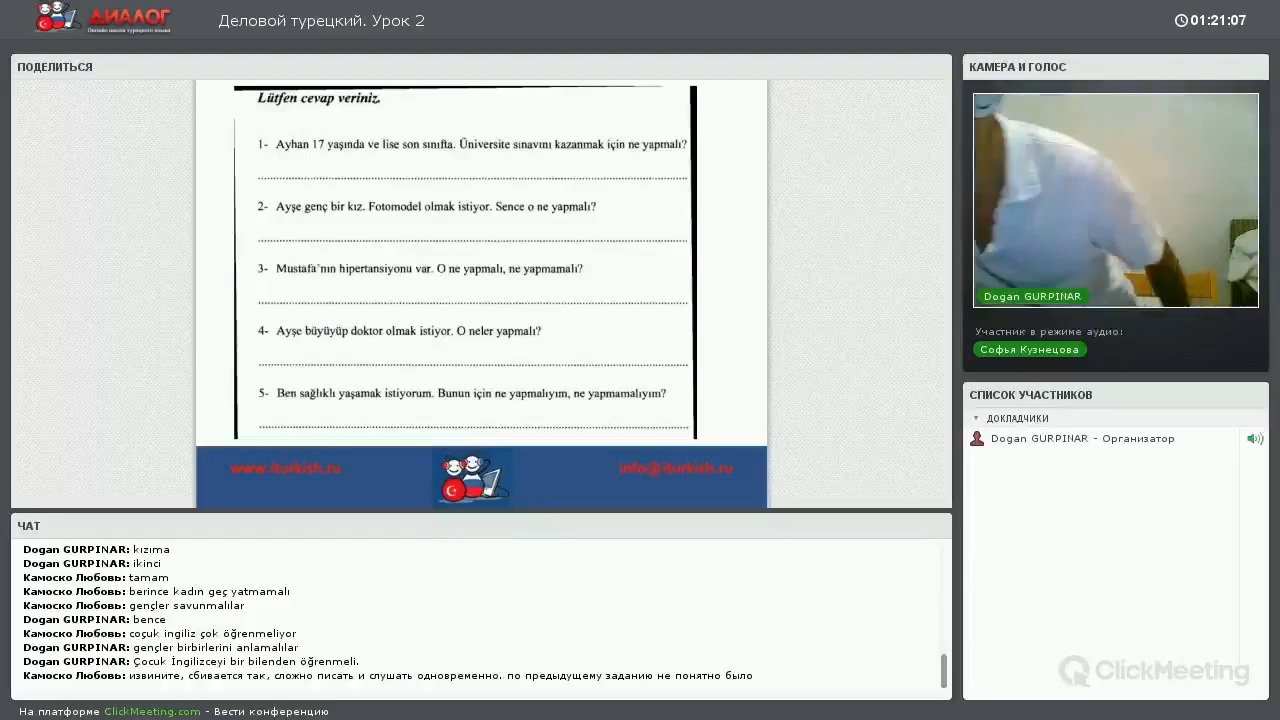 ДИАЛОГ
Онлайн школа турецкого языка
Деловой турецкий. Урок 2
01:21:07
ПОДЕЛИТЬСЯ
Lütfen cevap veriniz.
1- Ayhan 17 yaşında ve lise son sınıfta. Üniversite sınavını kazanmak için ne yapmalı?
2- Ayşe genç bir kız. Fotomodel olmak istiyor. Sence o ne yapmalı?
3- Mustafa'nın hipertansiyonu var. O ne yapmalı, ne yapmamalı?
4- Ayşe büyüyüp doktor olmak istiyor. O neler yapmalı?
5- Ben sağlıklı yaşamak istiyorum. Bunun için ne yapmalıyım, ne yapmamalıyım?
www.iturkish.ru
info@iturkish.ru
КАМЕРА И ГОЛОС
Dogan GURPINAR
Участник в режиме аудио:
Софья Кузнецова
СПИСОК УЧАСТНИКОВ
ДОКЛАДЧИКИ
Dogan GURPINAR - Организатор
ЧАТ
Dogan GURPINAR: kızıma
Dogan GURPINAR: ikinci
Камоско Любовь: tamam
Камоско Любовь: berince kadın geç yatmamalı
Камоско Любовь: gençler savunmalılar
Dogan GURPINAR: bence
Камоско Любовь: coçuk ingiliz çok öğrenmeliyor
Dogan GURPINAR: gençler birbirlerini anlamalılar
Dogan GURPINAR: Çocuk İngilizceyi bir bilenden öğrenmeli.
Камоско Любовь: извините, сбивается так, сложно писать и слушать одновременно. по предыдущему заданию не понятно было
ClickMeeting
На платформе ClickMeeting.com - Вести конференцию